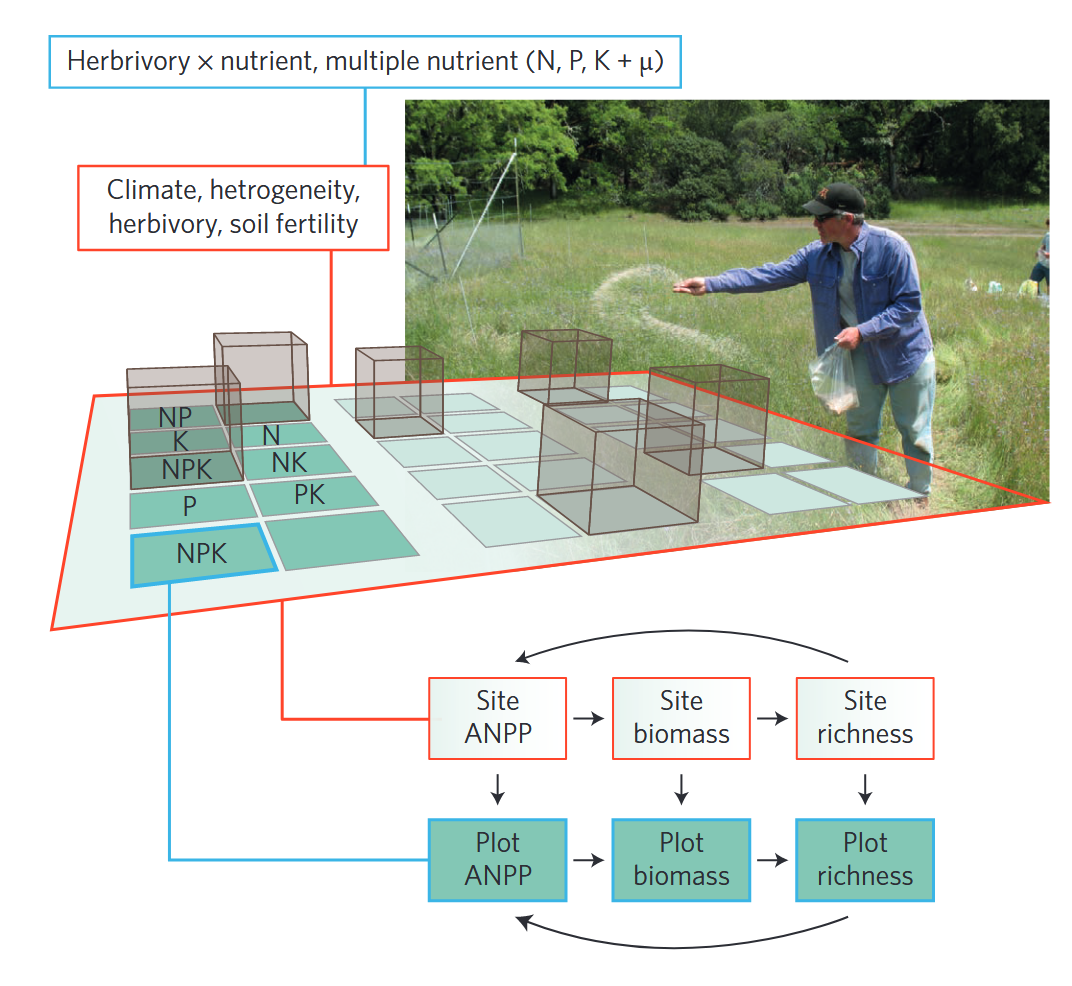 Herbrivory × nutrient, multiple nutrient (N, P, K + μ)
Climate, hetrogeneity,
herbivory, soil fertility
NP
K
N
NPK
NK
P
PK
NPK
Site
ANPP
Site
biomass
Site
richness
Plot
ANPP
Plot
biomass
Plot
richness